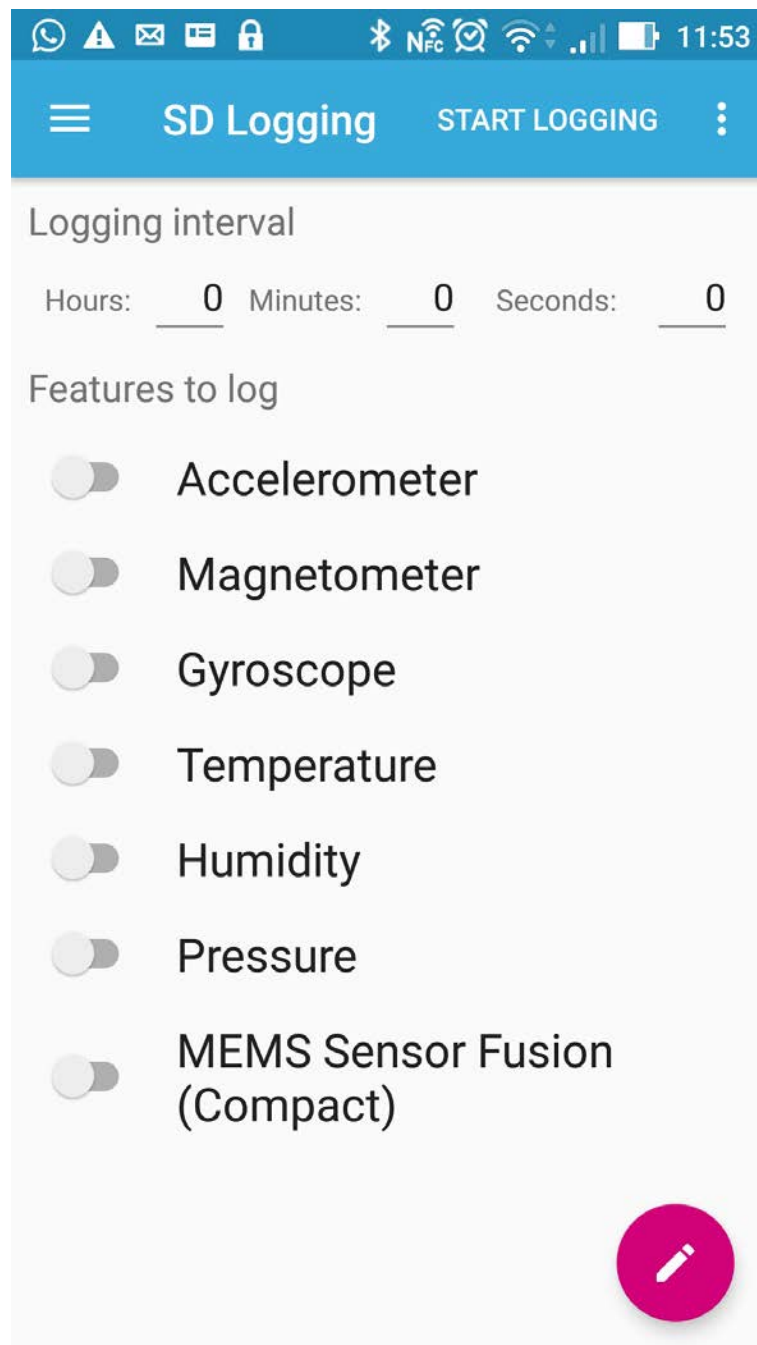 NFC 11:53
SD Logging START LOGGING
Logging interval
Hours: 0 Minutes: 0 Seconds: 0
Features to log
Accelerometer
Magnetometer
Gyroscope
Temperature
Humidity
Pressure
MEMS Sensor Fusion
(Compact)